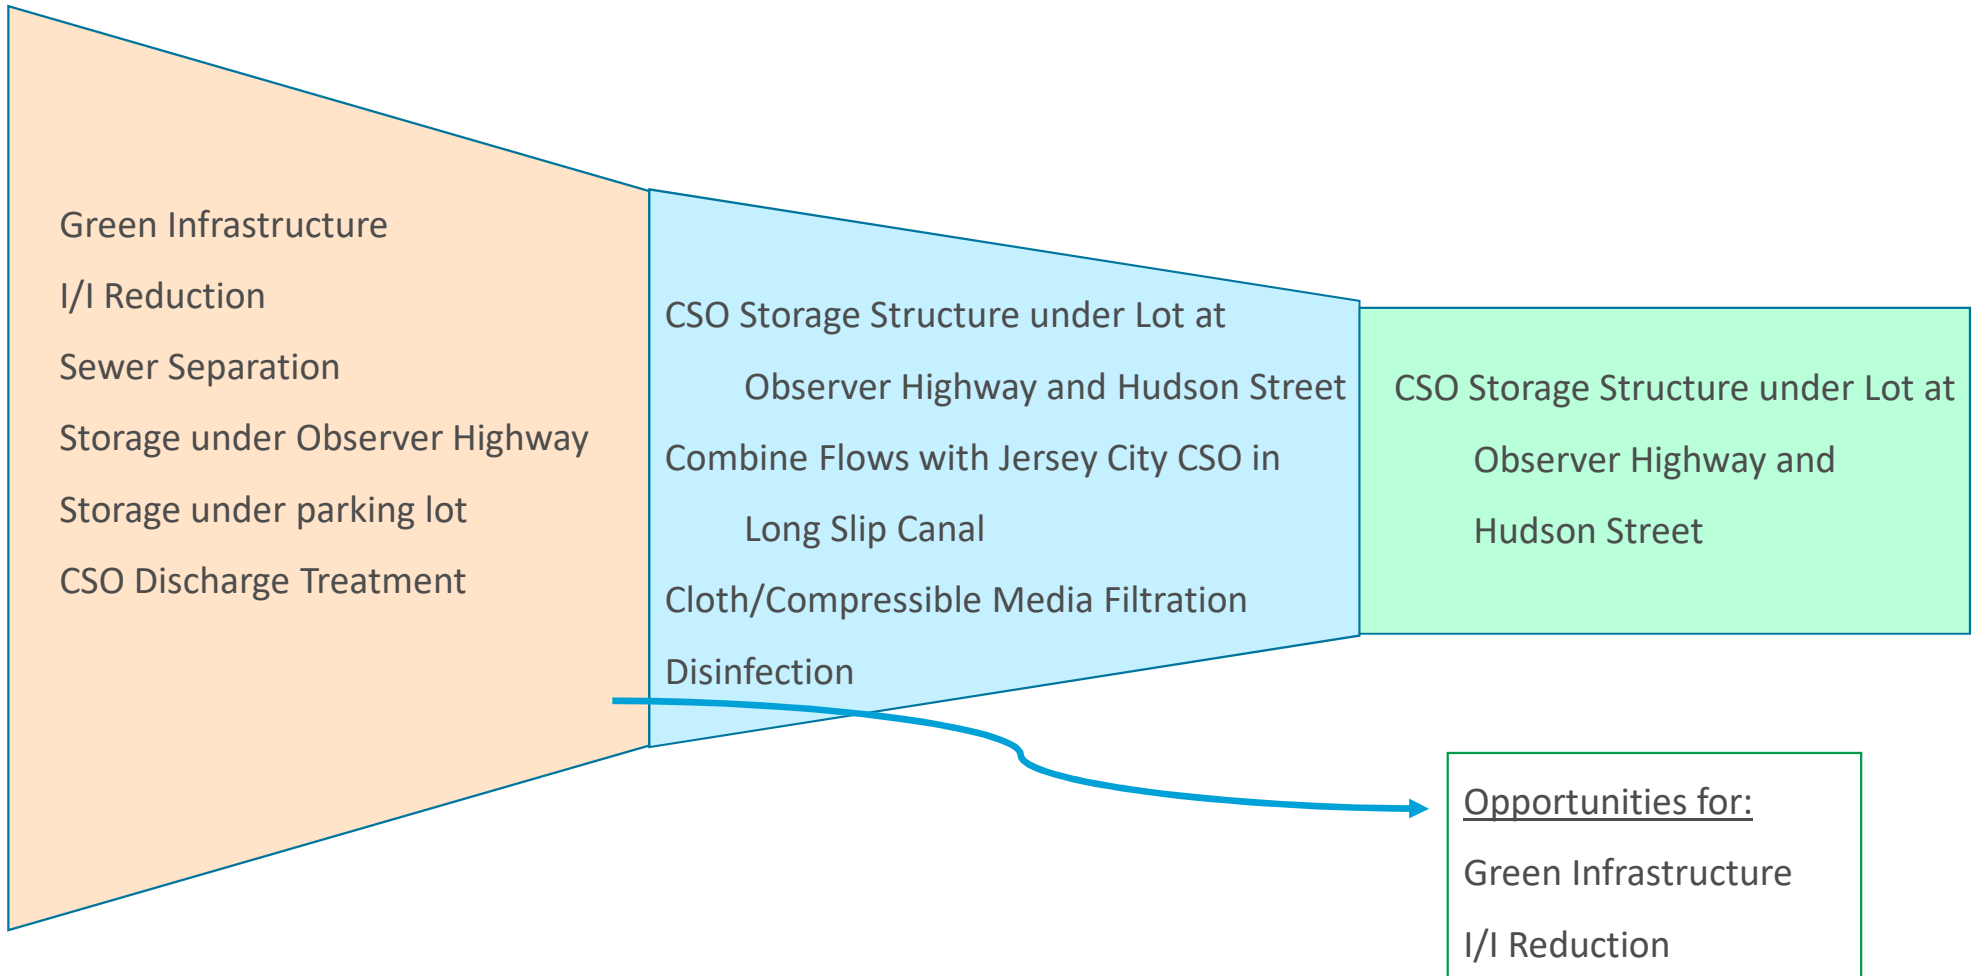 Green Infrastructure
I/I Reduction
Sewer Separation
Storage under Observer Highway
Storage under parking lot
CSO Discharge Treatment
CSO Storage Structure under Lot at
Observer Highway and Hudson Street
Combine Flows with Jersey City CSO in
Long Slip Canal
Cloth/Compressible Media Filtration
Disinfection
CSO Storage Structure under Lot at
Observer Highway and
Hudson Street
Opportunities for:
Green Infrastructure
I/I Reduction